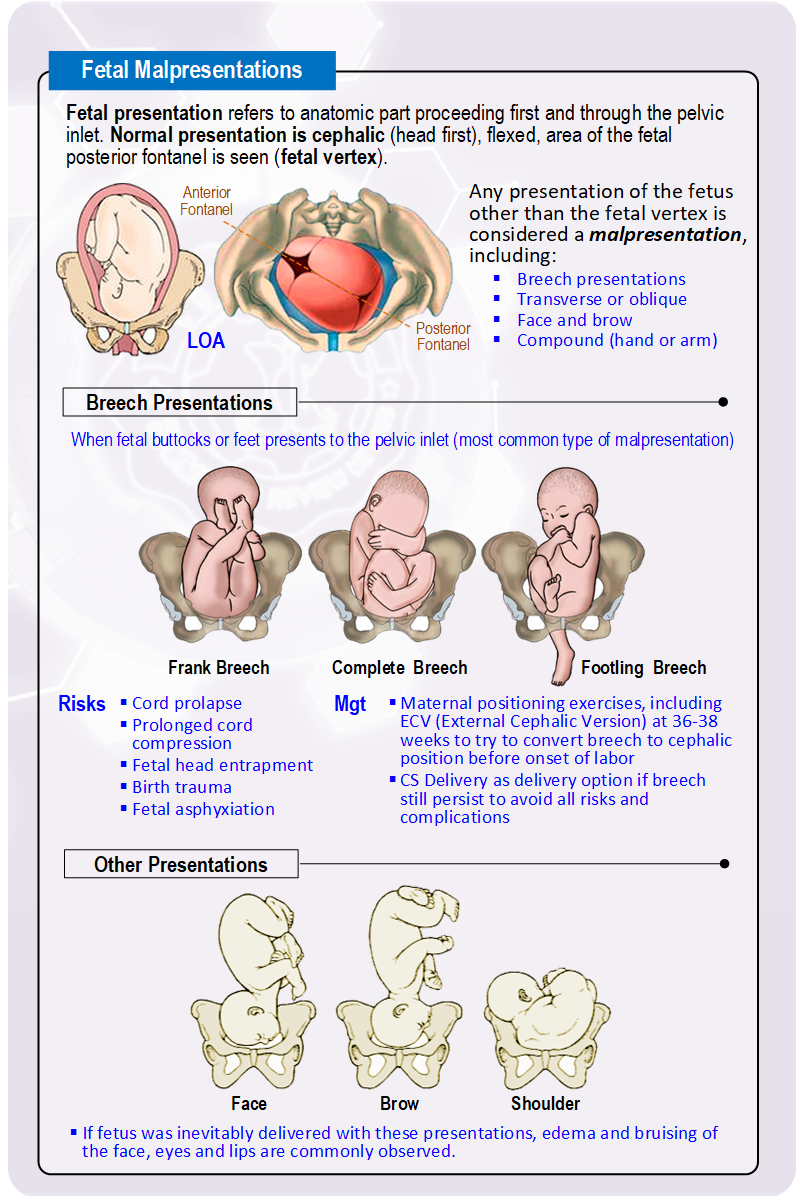 Fetal Malpresentations
Fetal presentation refers to anatomic part proceeding first and through the pelvic
inlet. Normal presentation is cephalic (head first), flexed, area of the fetal
posterior fontanel is seen (fetal vertex).
Anterior
Fontanel
LOA
Posterior
Fontanel
Any presentation of the fetus
other than the fetal vertex is
considered a malpresentation,
including:
▪ Breech presentations
▪ Transverse or oblique
▪ Face and brow
▪ Compound (hand or arm)
Breech Presentations
When fetal buttocks or feet presents to the pelvic inlet (most common type of malpresentation)
Frank Breech
Complete Breech
Footling Breech
Risks
▪ Cord prolapse
▪ Prolonged cord
compression
▪ Fetal head entrapment
▪ Birth trauma
▪ Fetal asphyxiation
Mgt
▪ Maternal positioning exercises, including
ECV (External Cephalic Version) at 36-38
weeks to try to convert breech to cephalic
position before onset of labor
▪ CS Delivery as delivery option if breech
still persist to avoid all risks and
complications
Other Presentations
Face
Brow
Shoulder
▪ If fetus was inevitably delivered with these presentations, edema and bruising of
the face, eyes and lips are commonly observed.